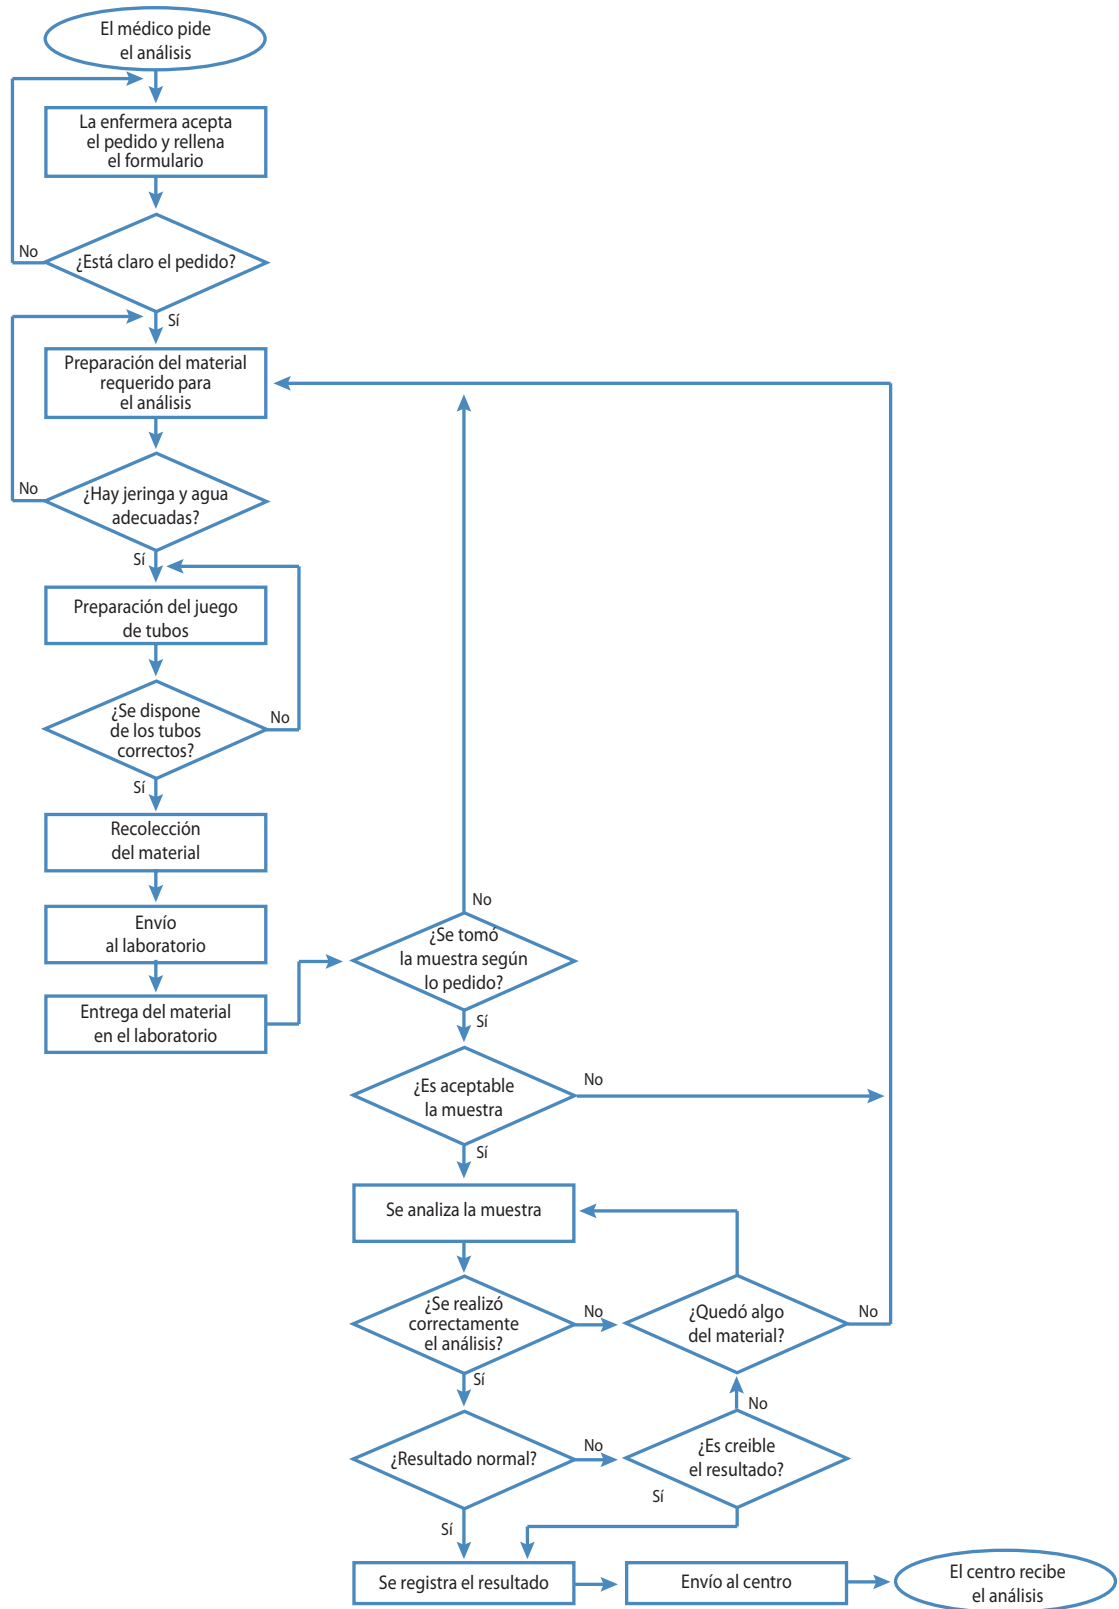 El médico pide
el análisis
La enfermera acepta
el pedido y rellena
el formulario
No
¿Está claro el pedido?
Sí
Preparación del material
requerido para
el análisis
No
¿Hay jeringa y agua
adecuadas?
Sí
Preparación del juego
de tubos
¿Se dispone
de los tubos
correctos?
No
Sí
Recolección
del material
Envío
al laboratorio
Entrega del material
en el laboratorio
No
¿Se tomó
la muestra según
lo pedido?
Sí
¿Es aceptable
la muestra
No
Sí
Se analiza la muestra
¿Se realizó
correctamente
el análisis?
No
¿Quedó algo
del material?
No
Sí
No
¿Resultado normal?
No
¿Es creible
el resultado?
Sí
Sí
Se registra el resultado
Envío al centro
El centro recibe
el análisis